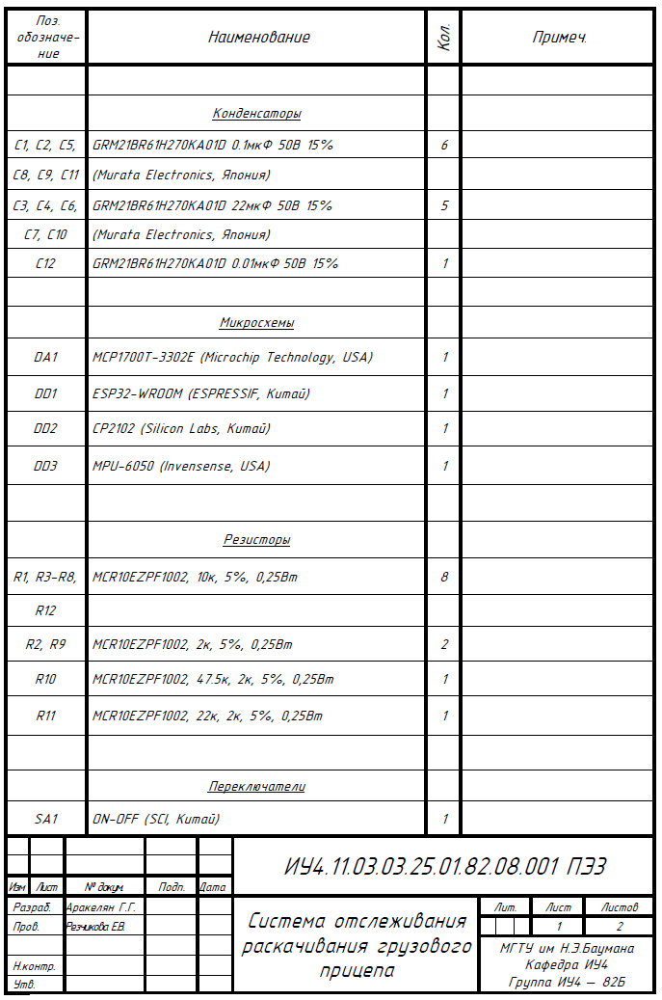 Поз. обозначе- ние Наименование Кол. Примеч.
Конденсаторы
C1, C2, C5, GRM21BR61H270KA01D 0.1мкФ 50В 15% 6
C8, C9, C11 (Murata Electronics, Япония)
C3, C4, C6, GRM21BR61H270KA01D 22мкФ 50В 15% 5
C7, C10 (Murata Electronics, Япония)
C12 GRM21BR61H270KA01D 0.01мкФ 50В 15% 1
Микросхемы
DA1 MCP1700T-3302E (Microchip Technology, USA) 1
DD1 ESP32-WROOM (ESPRESSIF, Китай) 1
DD2 CP2102 (Silicon Labs, Китай) 1
DD3 MPU-6050 (Invensense, USA) 1
Резисторы
R1, R3-R8, MCR10EZPF1002, 10к, 5%, 0,25Вт 8
R12
R2, R9 MCR10EZPF1002, 2к, 5%, 0,25Вт 2
R10 MCR10EZPF1002, 47.5к, 2к, 5%, 0,25Вт 1
R11 MCR10EZPF1002, 22к, 2к, 5%, 0,25Вт 1
Переключатели
SA1 ON-OFF (SCI, Китай) 1
ИУ4.11.03.03.25.01.82.08.001 ПЭ3
Изм Лист № докум. Подп. Дата
Разраб. Аракелян Г.Г.
Пров. Резчикова Е.В.
Н.контр.
Утв.
Система отслеживания
раскачивания грузового
прицепа
Лит. Лист Листов
1 2
МГТУ им Н.Э.Баумана
Кафедра ИУ4
Группа ИУ4 – 82Б